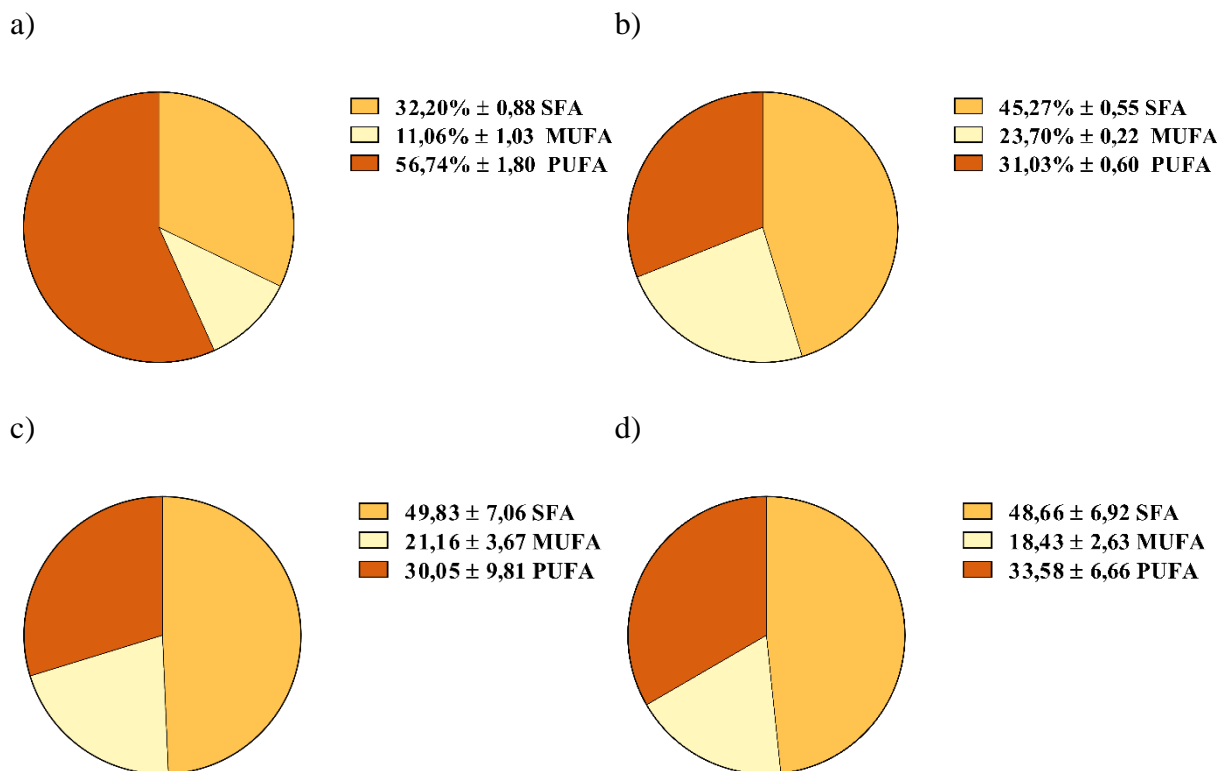 a)
32,20% ± 0,88 SFA
11,06% ± 1,03 MUFA
56,74% ± 1,80 PUFA
b)
45,27% ± 0,55 SFA
23,70% ± 0,22 MUFA
31,03% ± 0,60 PUFA
c)
49,83 ± 7,06 SFA
21,16 ± 3,67 MUFA
30,05 ± 9,81 PUFA
d)
48,66 ± 6,92 SFA
18,43 ± 2,63 MUFA
33,58 ± 6,66 PUFA